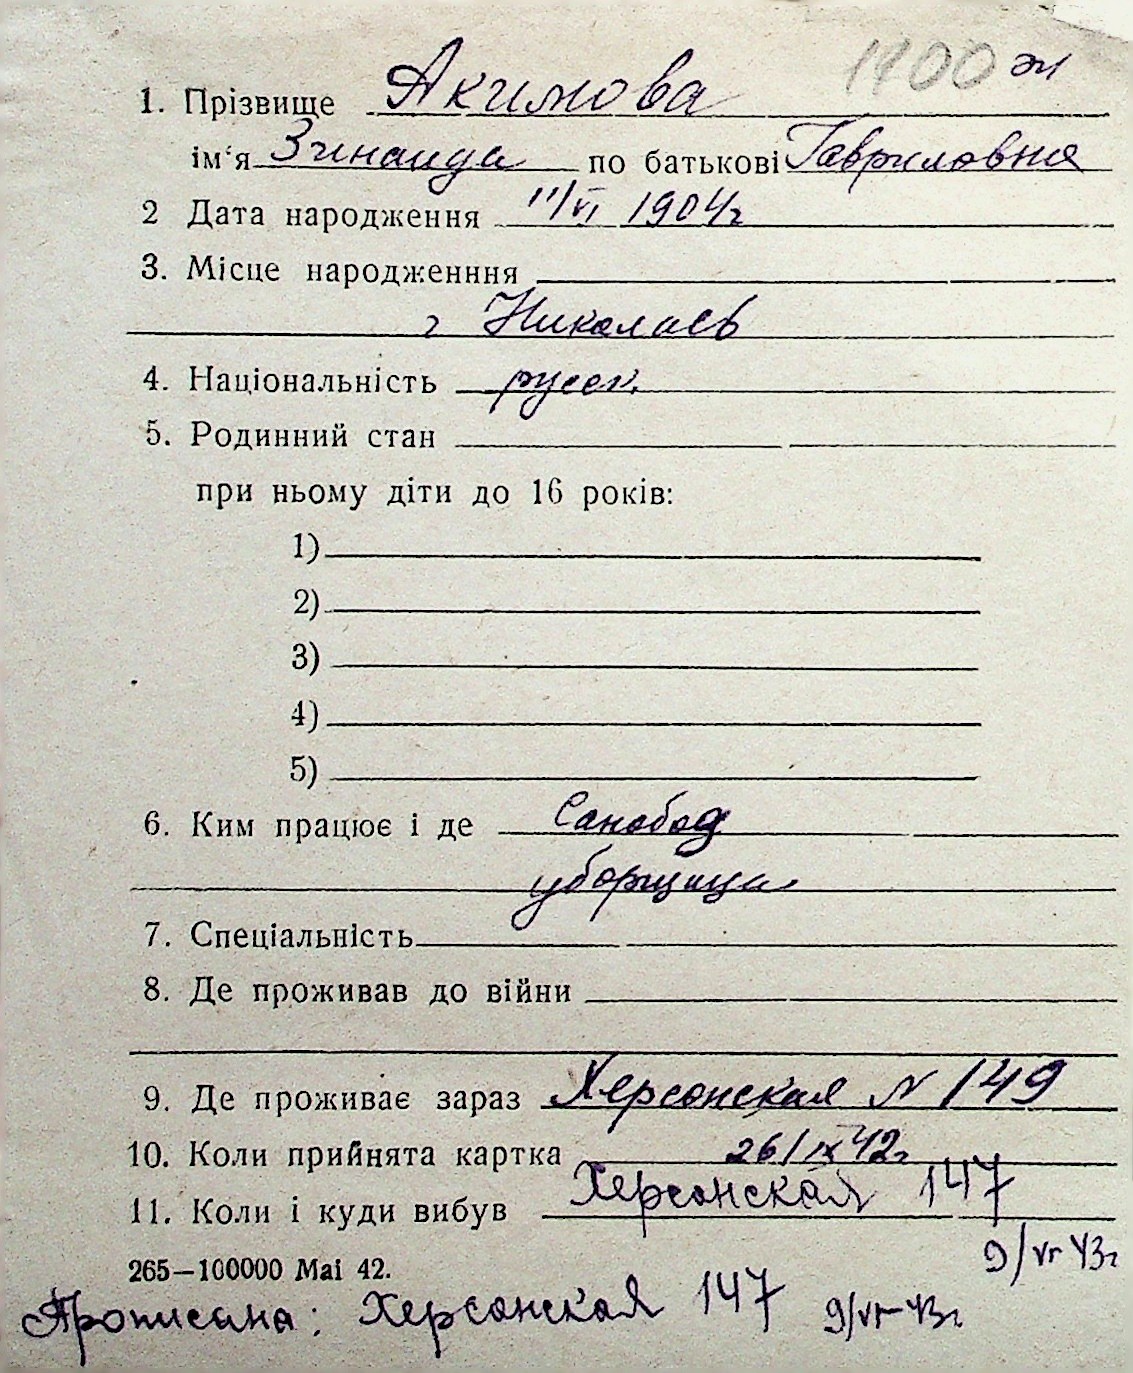 1700 эк
1. Прізвище Акимова
ім‘я Зинаида по батькові Гавриловна
2 Дата народження 11/VI 1904г
3. Місце народженння
г Николаев
4. Національність русск.
5. Родинний стан
при ньому діти до 16 років:
1)
2)
3)
4)
5)
6. Ким працює і де Санобод
уборщица
7. Спеціальність
8. Де проживав до війни
9. Де проживає зараз Херсонская N 149
10. Коли прийнята картка 26/IX 42г
11. Коли і куди вибув Херсонская 147
9/VI 43г
265—100000 Mai 42.
Прописана: Херсонская 147 9/VI-43г.